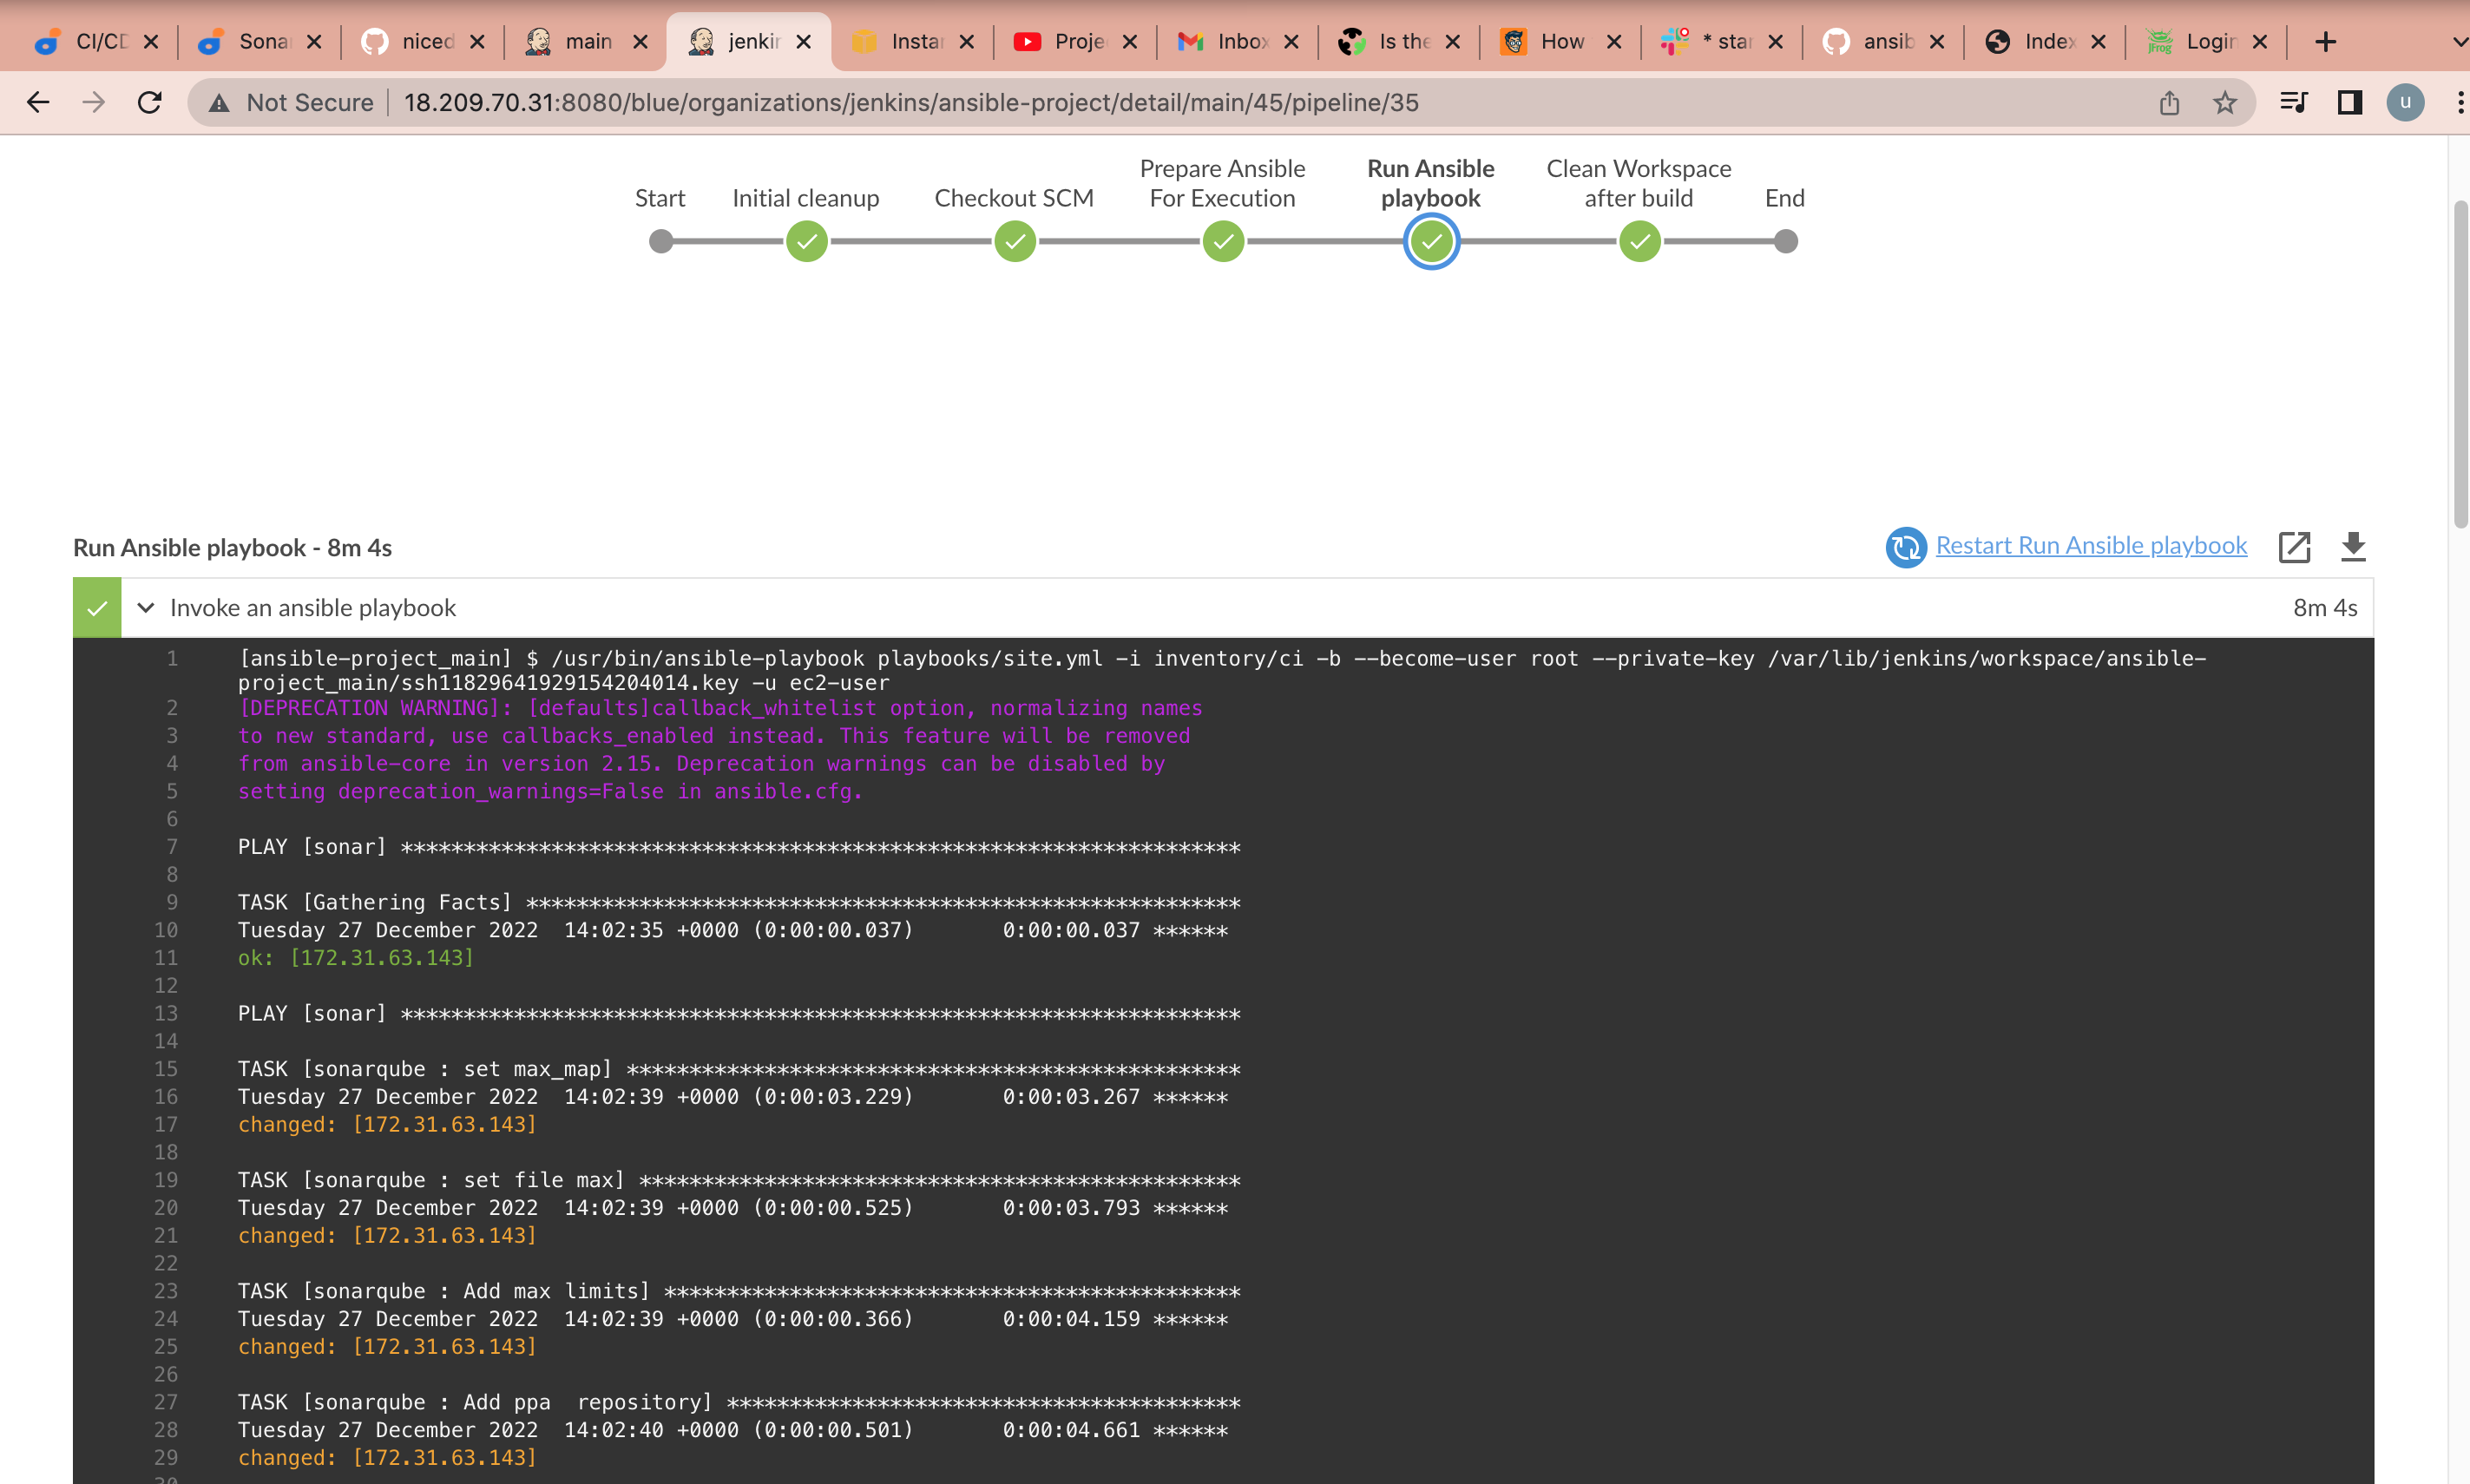 CI/CD
Sonar
niced
main
jenkin
Instan
Projec
Inbox
Is the
How
* star
ansib
Index
Login
Not Secure
18.209.70.31:8080/blue/organizations/jenkins/ansible-project/detail/main/45/pipeline/35
u
Start
Initial cleanup
Checkout SCM
Prepare Ansible
For Execution
Run Ansible
playbook
Clean Workspace
after build
End
Run Ansible playbook - 8m 4s
Restart Run Ansible playbook
Invoke an ansible playbook
8m 4s
1 [ansible-project_main] $ /usr/bin/ansible-playbook playbooks/site.yml -i inventory/ci -b --become-user root --private-key /var/lib/jenkins/workspace/ansible-
project_main/ssh11829641929154204014.key -u ec2-user
2 [DEPRECATION WARNING]: [defaults]callback_whitelist option, normalizing names
3 to new standard, use callbacks_enabled instead. This feature will be removed
4 from ansible-core in version 2.15. Deprecation warnings can be disabled by
5 setting deprecation_warnings=False in ansible.cfg.
6
7 PLAY [sonar] *******************************************************************
8
9 TASK [Gathering Facts] *********************************************************
10 Tuesday 27 December 2022  14:02:35 +0000 (0:00:00.037)       0:00:00.037 ******
11 ok: [172.31.63.143]
12
13 PLAY [sonar] *******************************************************************
14
15 TASK [sonarqube : set max_map] *************************************************
16 Tuesday 27 December 2022  14:02:39 +0000 (0:00:03.229)       0:00:03.267 ******
17 changed: [172.31.63.143]
18
19 TASK [sonarqube : set file max] ************************************************
20 Tuesday 27 December 2022  14:02:39 +0000 (0:00:00.525)       0:00:03.793 ******
21 changed: [172.31.63.143]
22
23 TASK [sonarqube : Add max limits] **********************************************
24 Tuesday 27 December 2022  14:02:39 +0000 (0:00:00.366)       0:00:04.159 ******
25 changed: [172.31.63.143]
26
27 TASK [sonarqube : Add ppa  repository] *****************************************
28 Tuesday 27 December 2022  14:02:40 +0000 (0:00:00.501)       0:00:04.661 ******
29 changed: [172.31.63.143]
30